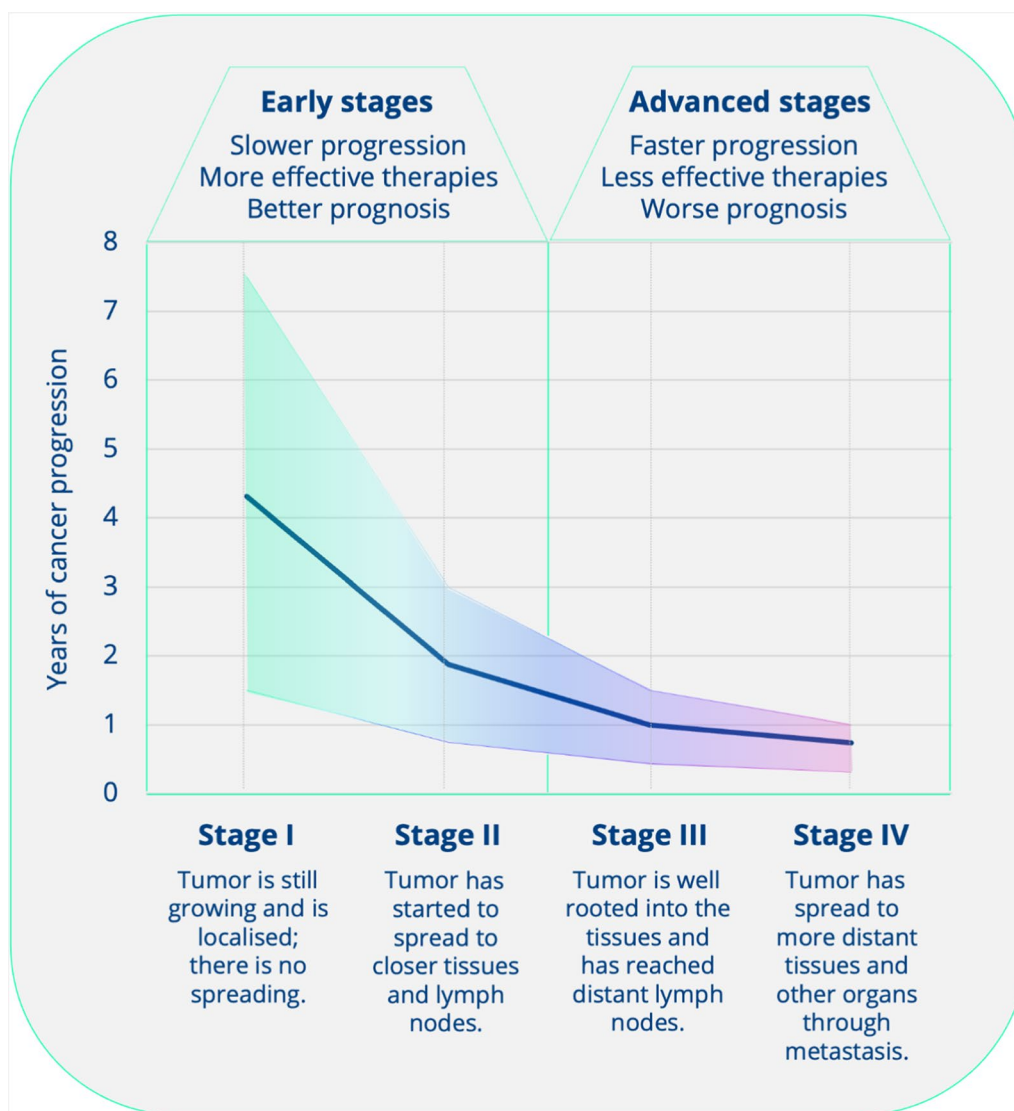 Early stages
Slower progression
More effective therapies
Better prognosis
Advanced stages
Faster progression
Less effective therapies
Worse prognosis
8
7
6
5
4
3
2
1
0
Years of cancer progression
Stage I
Tumor is still
growing and is
localised;
there is no
spreading.
Stage II
Tumor has
started to
spread to
closer tissues
and lymph
nodes.
Stage III
Tumor is well
rooted into the
tissues and
has reached
distant lymph
nodes.
Stage IV
Tumor has
spread to
more distant
tissues and
other organs
through
metastasis.